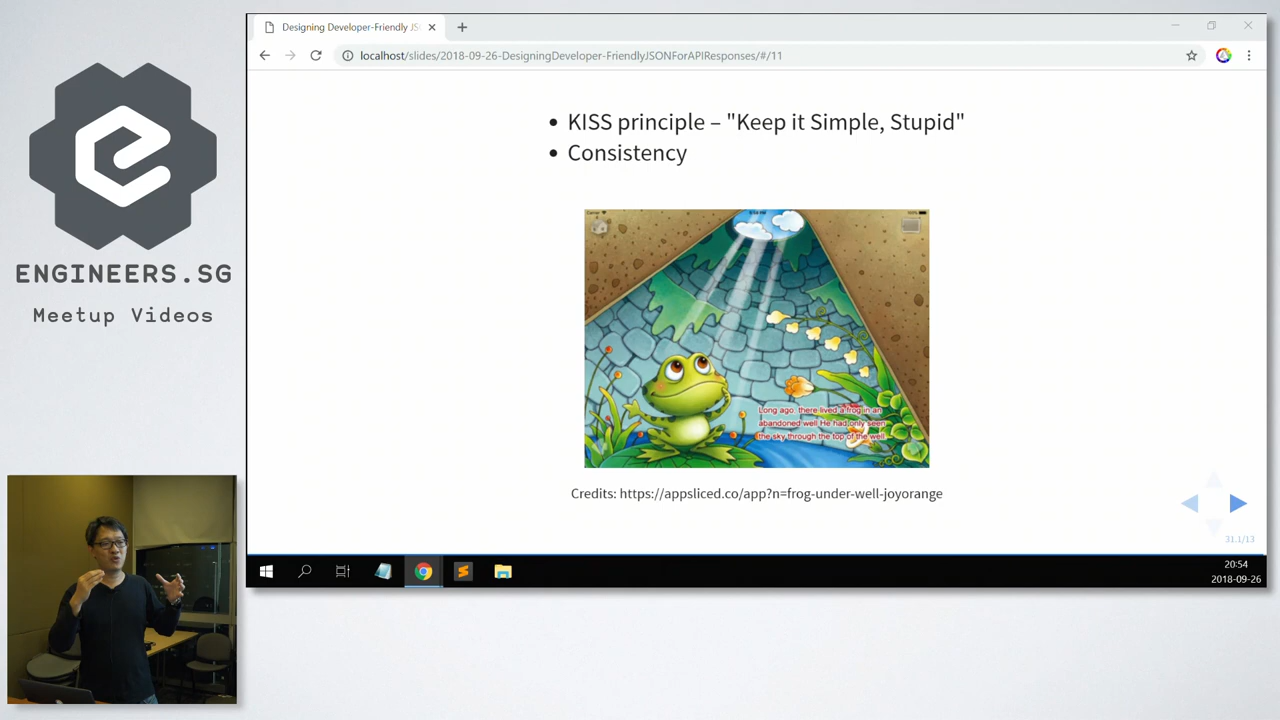 Designing Developer-Friendly JS
localhost/slides/2018-09-26-DesigningDeveloper-FriendlyJSONForAPIResponses/#/11
KISS principle – "Keep it Simple, Stupid"
Consistency
Long ago, there lived a frog in an
abandoned well. He had only seen
the sky through the top of the well.
Credits: https://appsliced.co/app?n=frog-under-well-joyorange
31.1/13
20:54
2018-09-26
ENGINEERS.SG
Meetup Videos